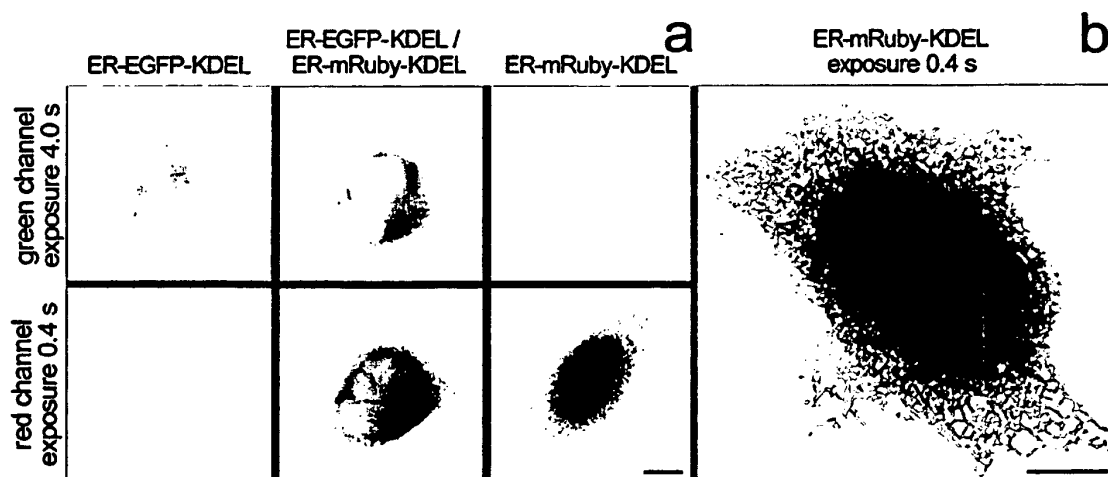 a
ER-EGFP-KDEL
ER-EGFP-KDEL /
ER-mRuby-KDEL
ER-mRuby-KDEL
green channel
exposure 4.0 s
red channel
exposure 0.4 s
b
ER-mRuby-KDEL
exposure 0.4 s